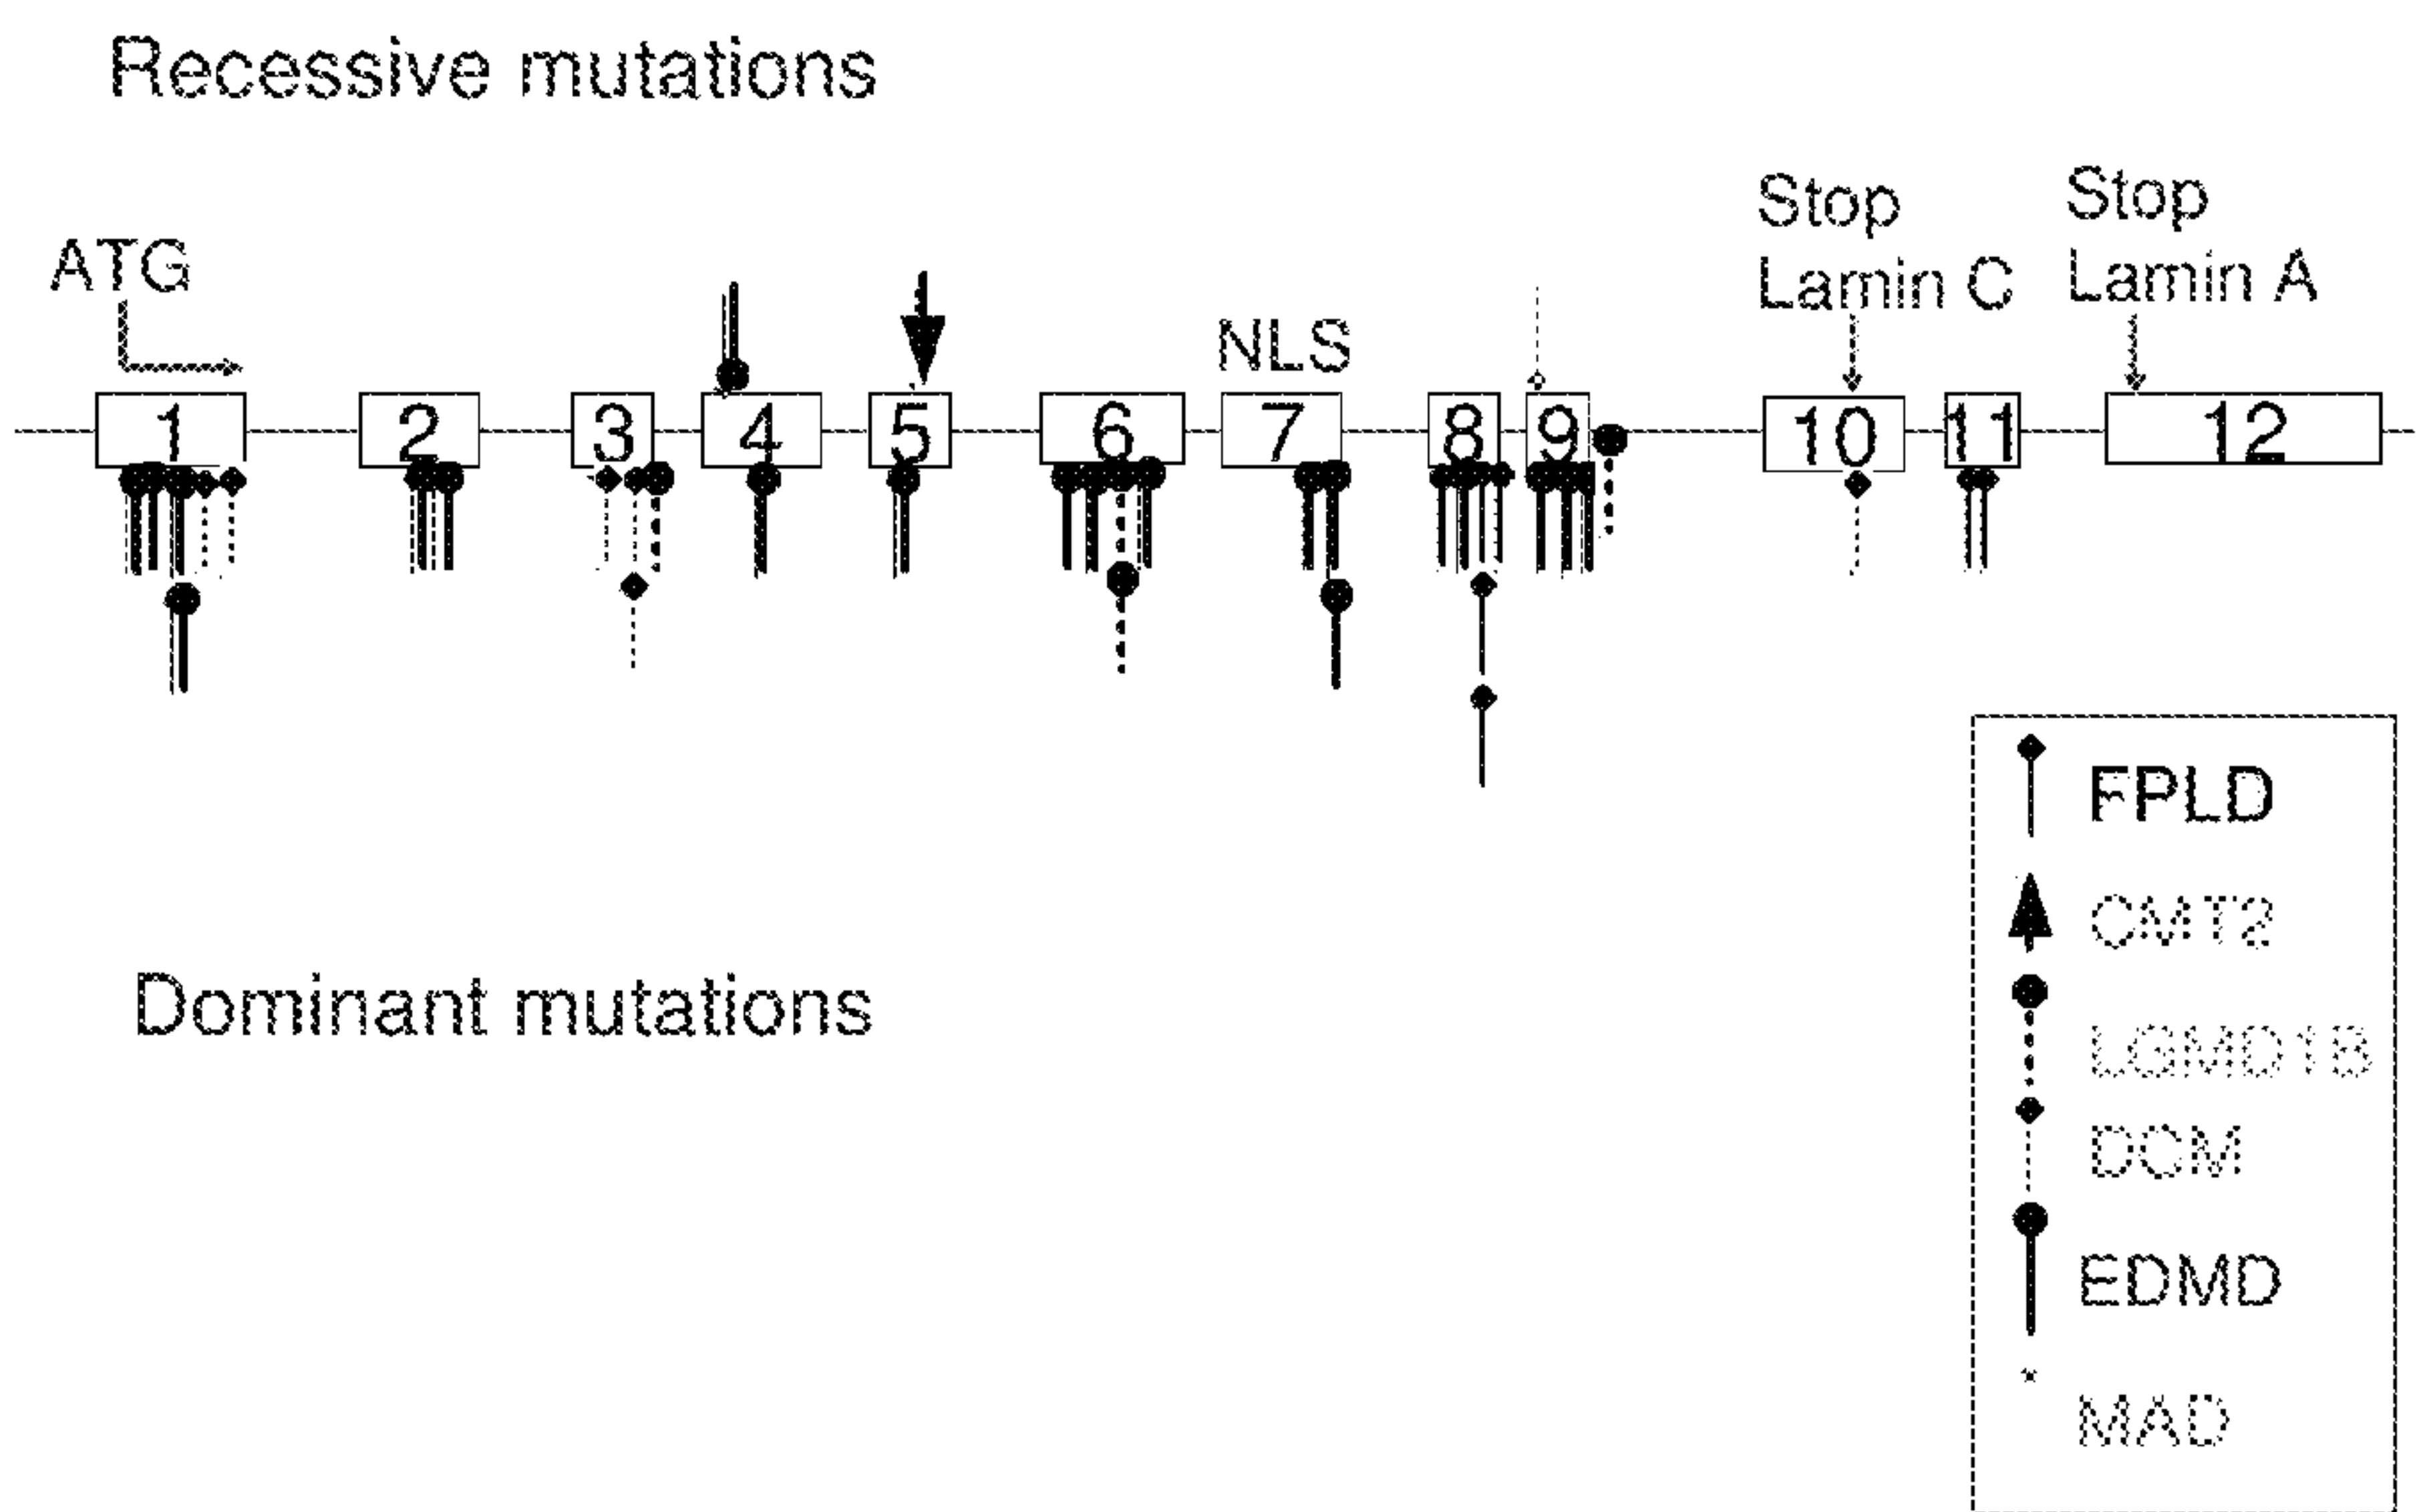 Recessive mutations
ATG
NLS
Stop
Lamin C
Stop
Lamin A
1 2 3 4 5 6 7 8 9 10 11 12
FPLD
CMT2
LGMD1B
DCM
EDMD
MAD
Dominant mutations